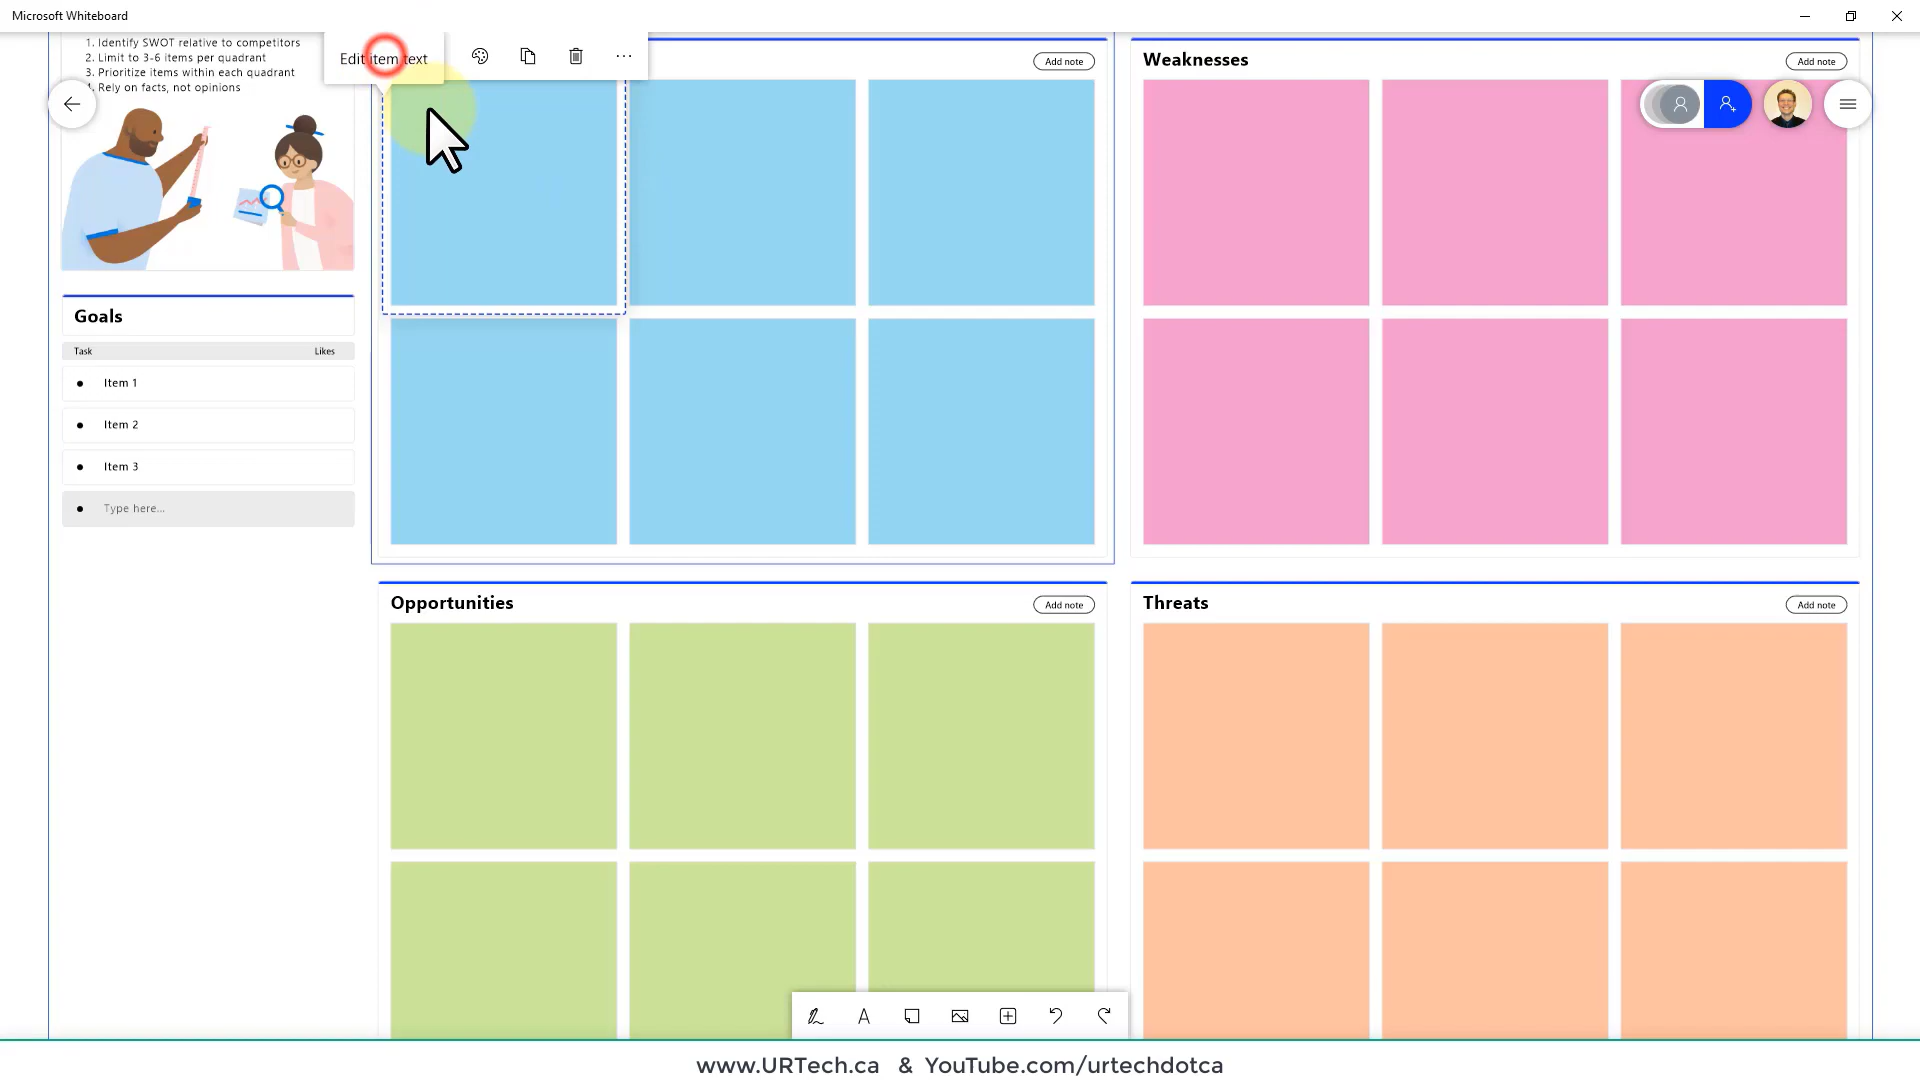 Microsoft Whiteboard
1. Identify SWOT relative to competitors
2. Limit to 3-6 items per quadrant
3. Prioritize items within each quadrant
4. Rely on facts, not opinions
Edit item text
Add note
Weaknesses
Add note
Goals
Task
Likes
Item 1
Item 2
Item 3
Type here...
Opportunities
Add note
Threats
Add note
www.URTech.ca & YouTube.com/urtechdotca